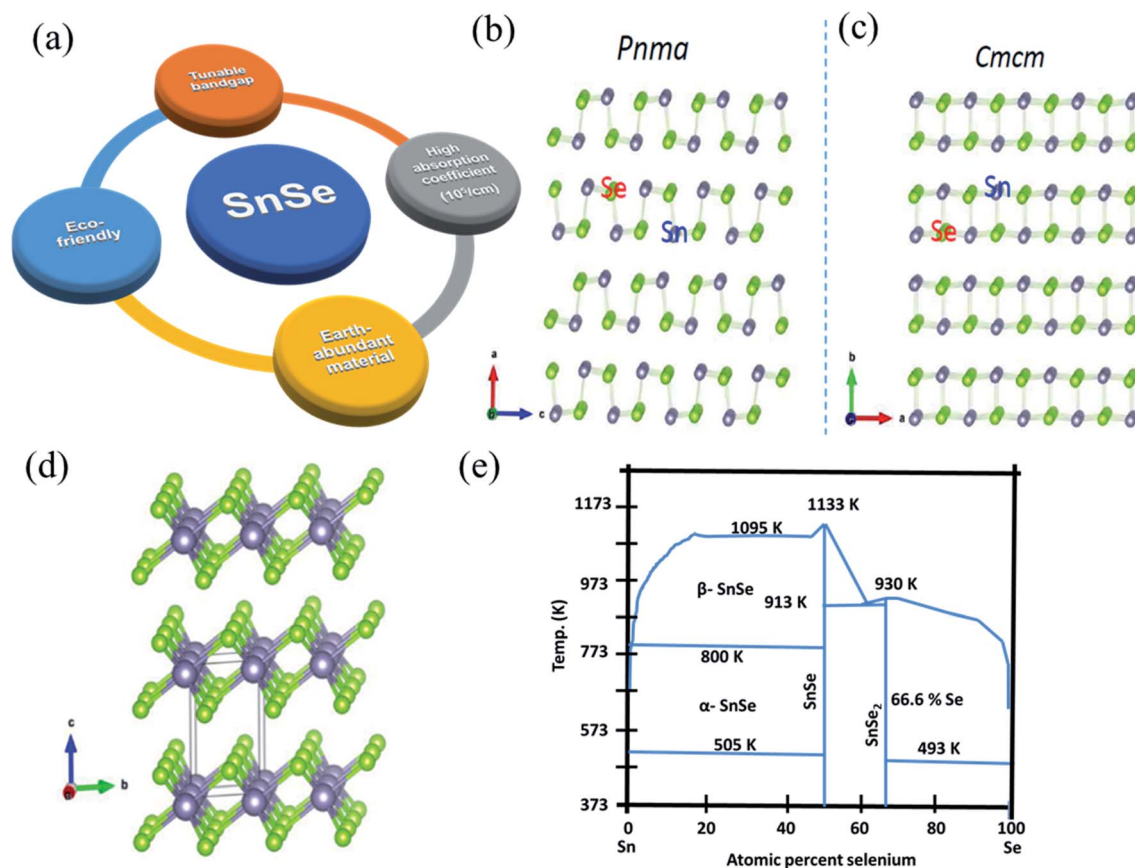 (a)
Tunable
bandgap
SnSe
High
absorption
coefficient
(10⁵/cm)
Eco-
friendly
Earth-
abundant
material
(b)
Pnma
Se
Sn
a
b
c
(c)
Cmcm
Sn
Se
b
a
(d)
c
b
(e)
Temp. (K)
1173
973
773
573
373
1133 K
1095 K
930 K
β- SnSe
913 K
800 K
α- SnSe
SnSe
SnSe₂
66.6 % Se
505 K
493 K
0
20
40
50
60
80
100
Sn
Se
Atomic percent selenium